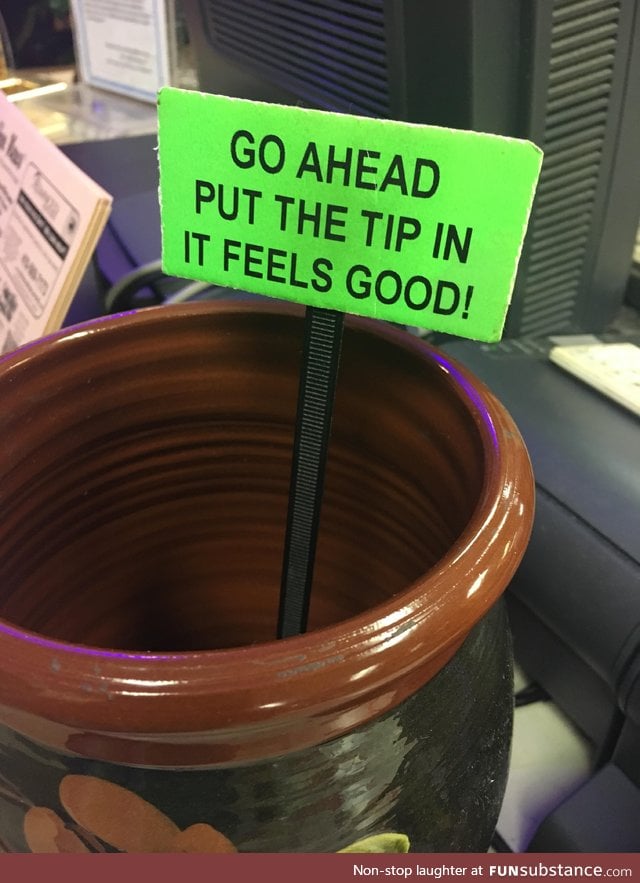 GO AHEAD
PUT THE TIP IN
IT FEELS GOOD!
Non-stop laughter at FUNsubstance.com